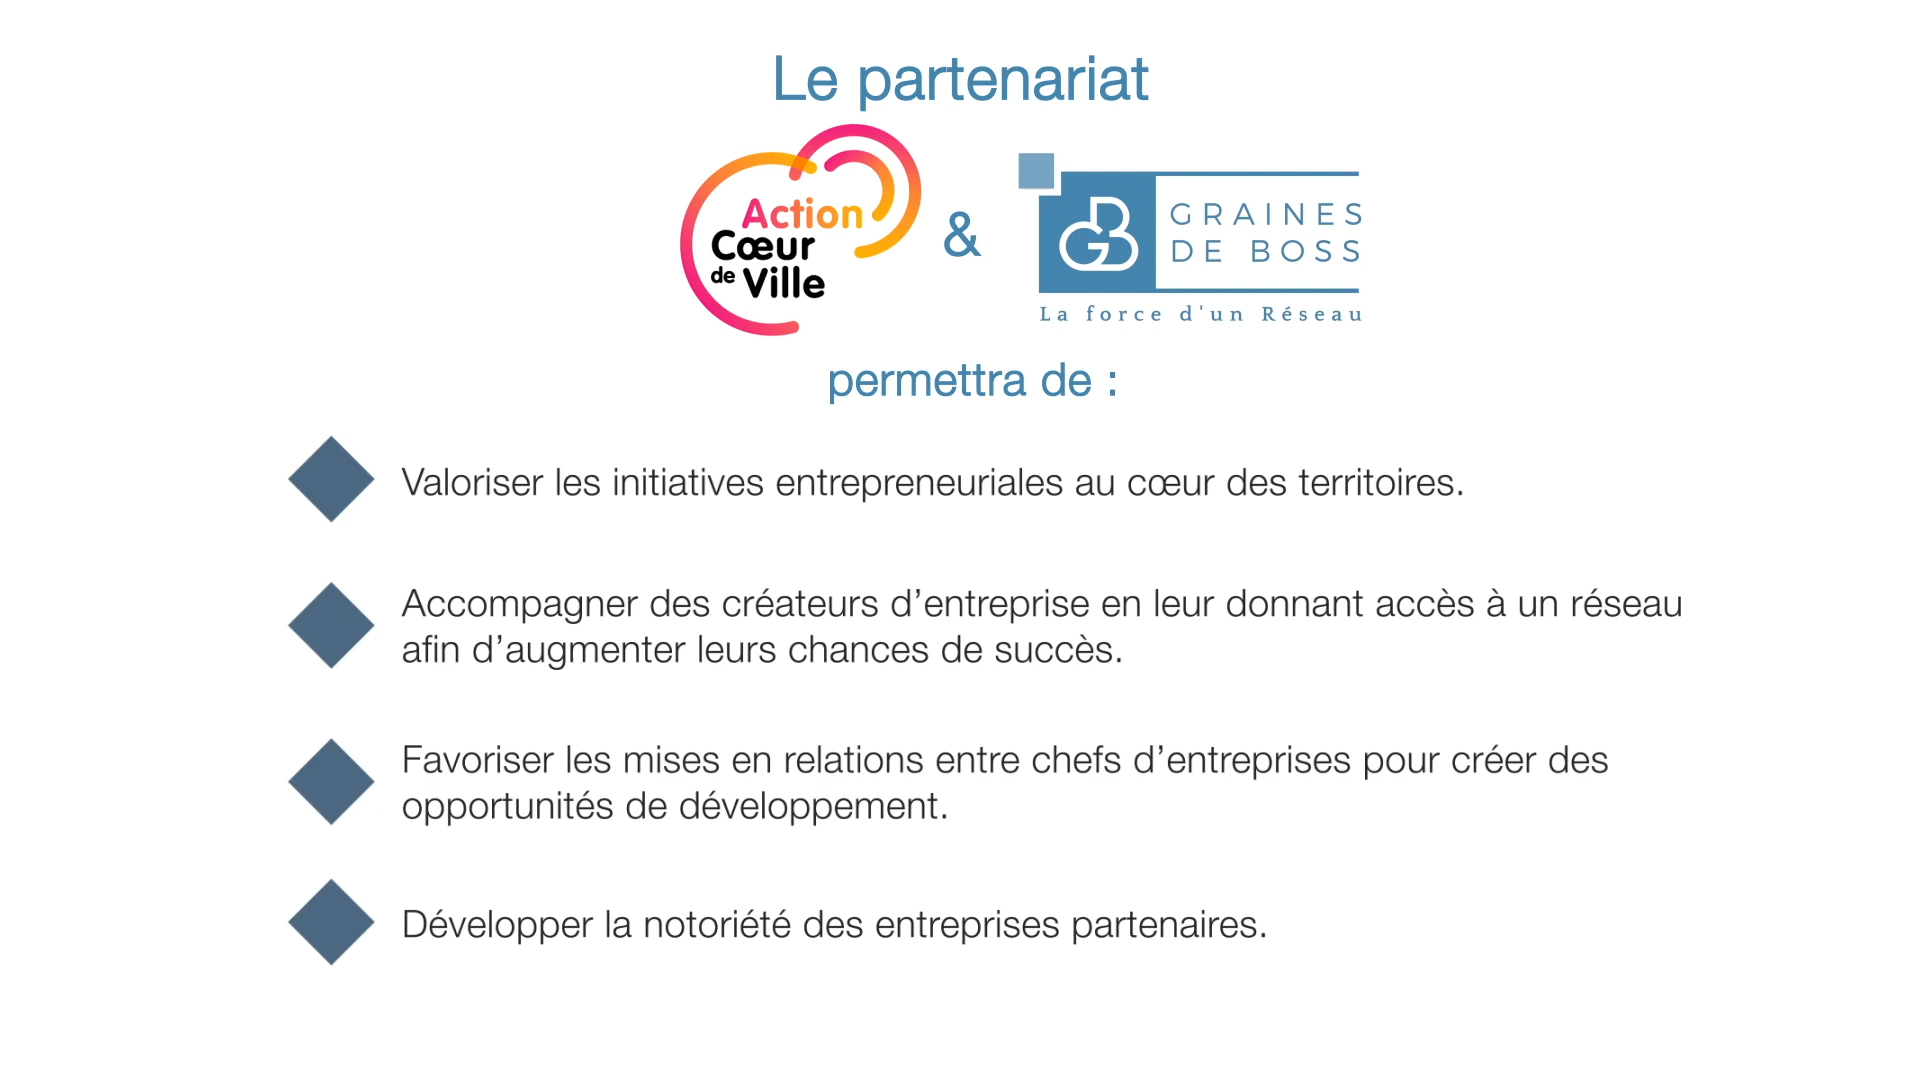 Le partenariat
Action
Cœur
de Ville
&
GB
GRAINES
DE BOSS
La force d'un Réseau
permettra de :
Valoriser les initiatives entrepreneuriales au cœur des territoires.
Accompagner des créateurs d’entreprise en leur donnant accès à un réseau
afin d’augmenter leurs chances de succès.
Favoriser les mises en relations entre chefs d’entreprises pour créer des
opportunités de développement.
Développer la notoriété des entreprises partenaires.